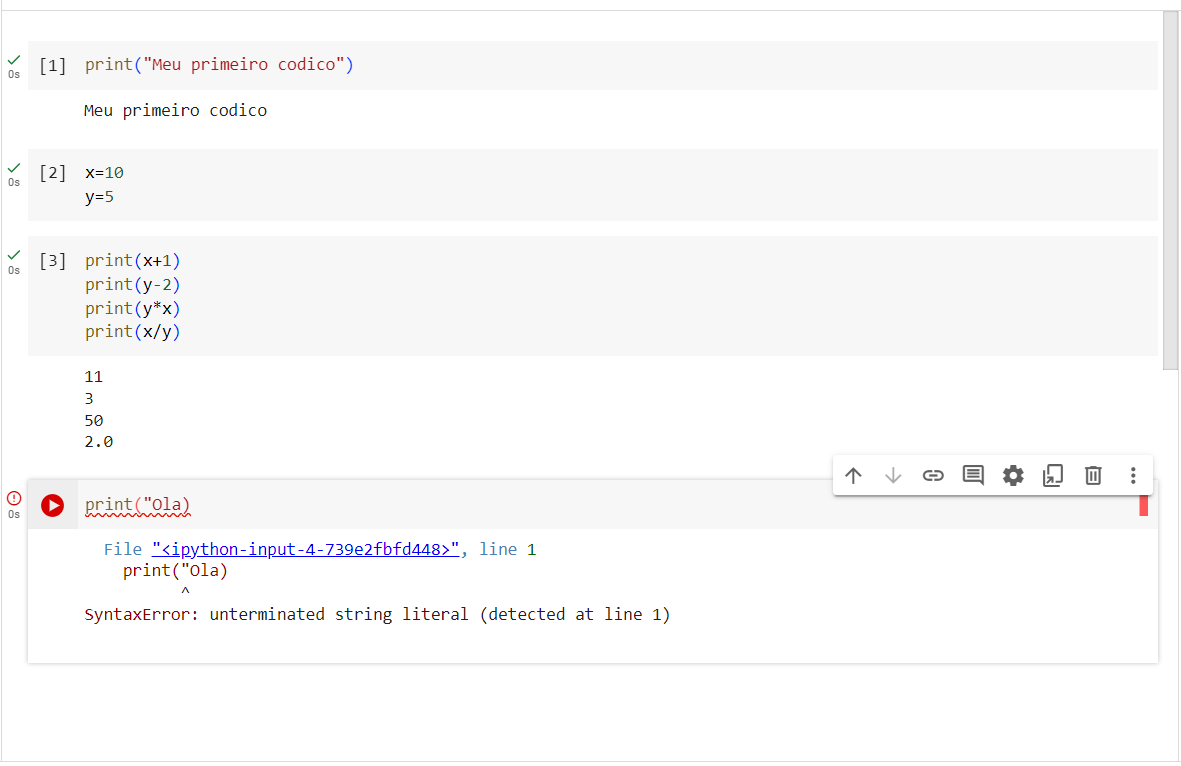 0s
[1] print("Meu primeiro codico")
Meu primeiro codico
0s
[2] x=10
y=5
0s
[3] print(x+1)
print(y-2)
print(y*x)
print(x/y)
11
3
50
2.0
0s
print("Ola)
File "<ipython-input-4-739e2fbfd448>", line 1
print("Ola)
^
SyntaxError: unterminated string literal (detected at line 1)